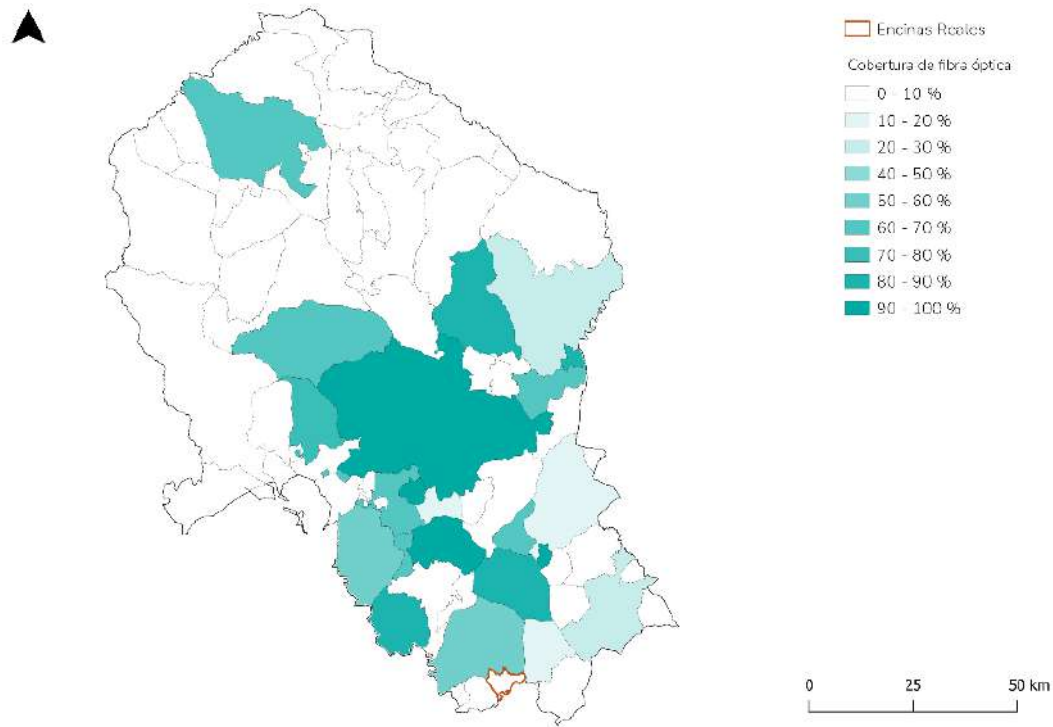 Encinas Reales
Cobertura de fibra óptica
0 - 10 %
10 - 20 %
20 - 30 %
40 - 50 %
50 - 60 %
60 - 70 %
70 - 80 %
80 - 90 %
90 - 100 %
0 25 50 km